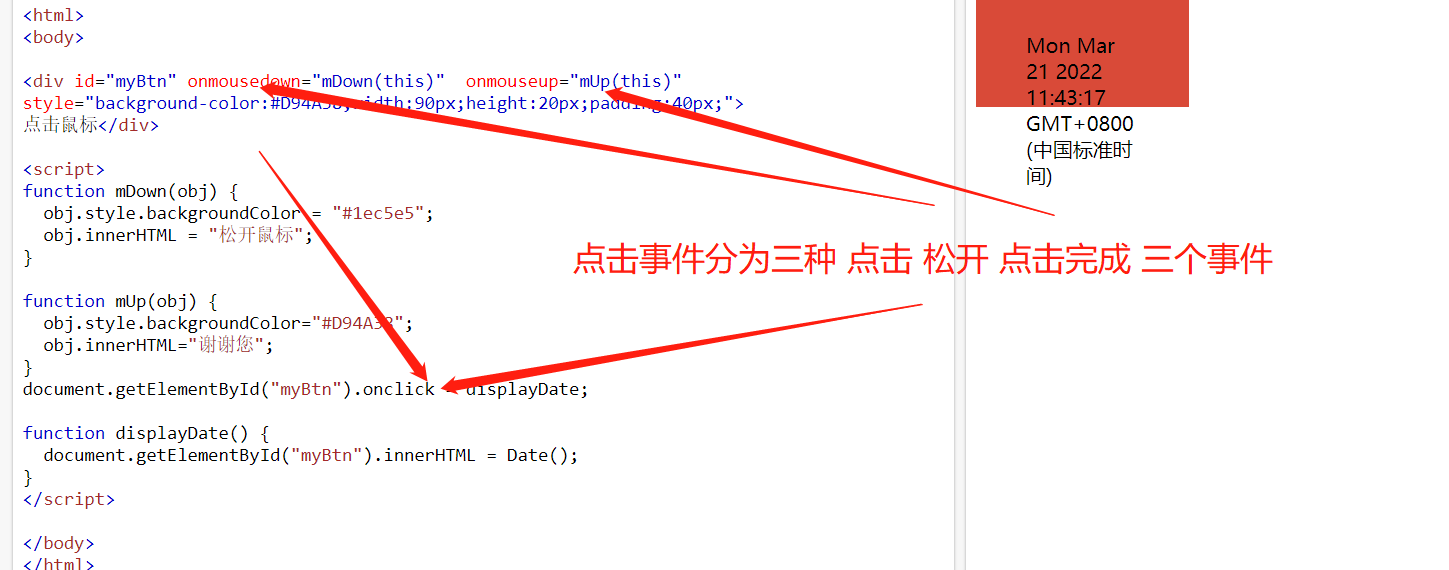 <html>
<body>
<div id="myBtn" onmousedown="mDown(this)"  onmouseup="mUp(this)"
style="background-color:#D94A38;width:90px;height:20px;padding:40px;">
点击鼠标</div>
<script>
function mDown(obj) {
  obj.style.backgroundColor = "#1ec5e5";
  obj.innerHTML = "松开鼠标";
}
function mUp(obj) {
  obj.style.backgroundColor="#D94A38";
  obj.innerHTML="谢谢您";
}
document.getElementById("myBtn").onclick = displayDate;
function displayDate() {
  document.getElementById("myBtn").innerHTML = Date();
}
</script>
</body>
</html>
点击事件分为三种 点击 松开 点击完成 三个事件
Mon Mar
21 2022
11:43:17
GMT+0800
(中国标准时
间)